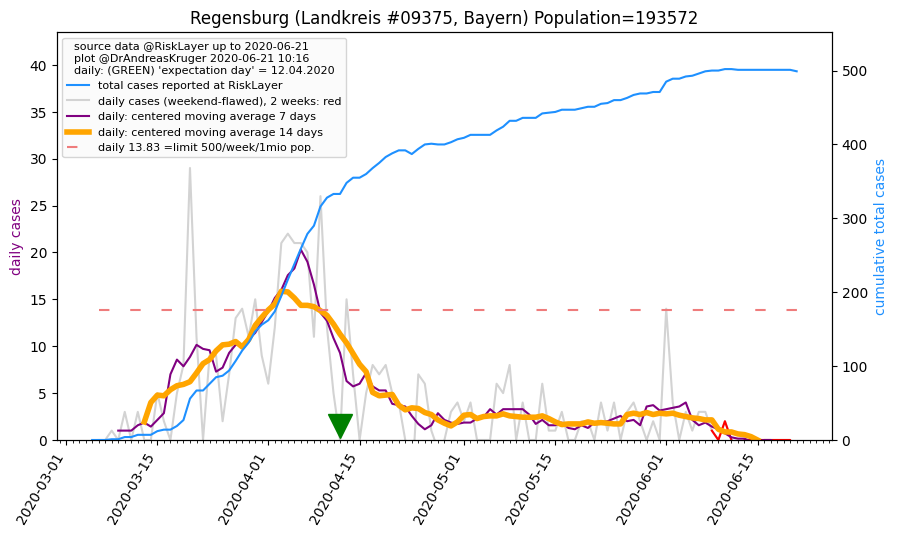 Regensburg (Landkreis #09375, Bayern) Population=193572
source data @RiskLayer up to 2020-06-21
plot @DrAndreasKruger 2020-06-21 10:16
daily: (GREEN) 'expectation day' = 12.04.2020
total cases reported at RiskLayer
daily cases (weekend-flawed), 2 weeks: red
daily: centered moving average 7 days
daily: centered moving average 14 days
daily 13.83 =limit 500/week/1mio pop.
daily cases
40
35
30
25
20
15
10
5
0
cumulative total cases
500
400
300
200
100
0
2020-03-01
2020-03-15
2020-04-01
2020-04-15
2020-05-01
2020-05-15
2020-06-01
2020-06-15